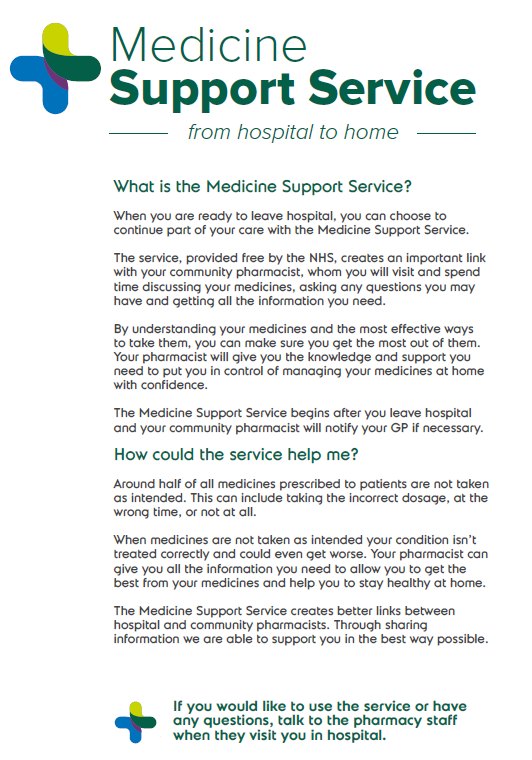 Medicine
Support Service
from hospital to home
What is the Medicine Support Service?
When you are ready to leave hospital, you can choose to
continue part of your care with the Medicine Support Service.
The service, provided free by the NHS, creates an important link
with your community pharmacist, whom you will visit and spend
time discussing your medicines, asking any questions you may
have and getting all the information you need.
By understanding your medicines and the most effective ways
to take them, you can make sure you get the most out of them.
Your pharmacist will give you the knowledge and support you
need to put you in control of managing your medicines at home
with confidence.
The Medicine Support Service begins after you leave hospital
and your community pharmacist will notify your GP if necessary.
How could the service help me?
Around half of all medicines prescribed to patients are not taken
as intended. This can include taking the incorrect dosage, at the
wrong time, or not at all.
When medicines are not taken as intended your condition isn't
treated correctly and could even get worse. Your pharmacist can
give you all the information you need to allow you to get the
best from your medicines and help you to stay healthy at home.
The Medicine Support Service creates better links between
hospital and community pharmacists. Through sharing
information we are able to support you in the best way possible.
If you would like to use the service or have
any questions, talk to the pharmacy staff
when they visit you in hospital.